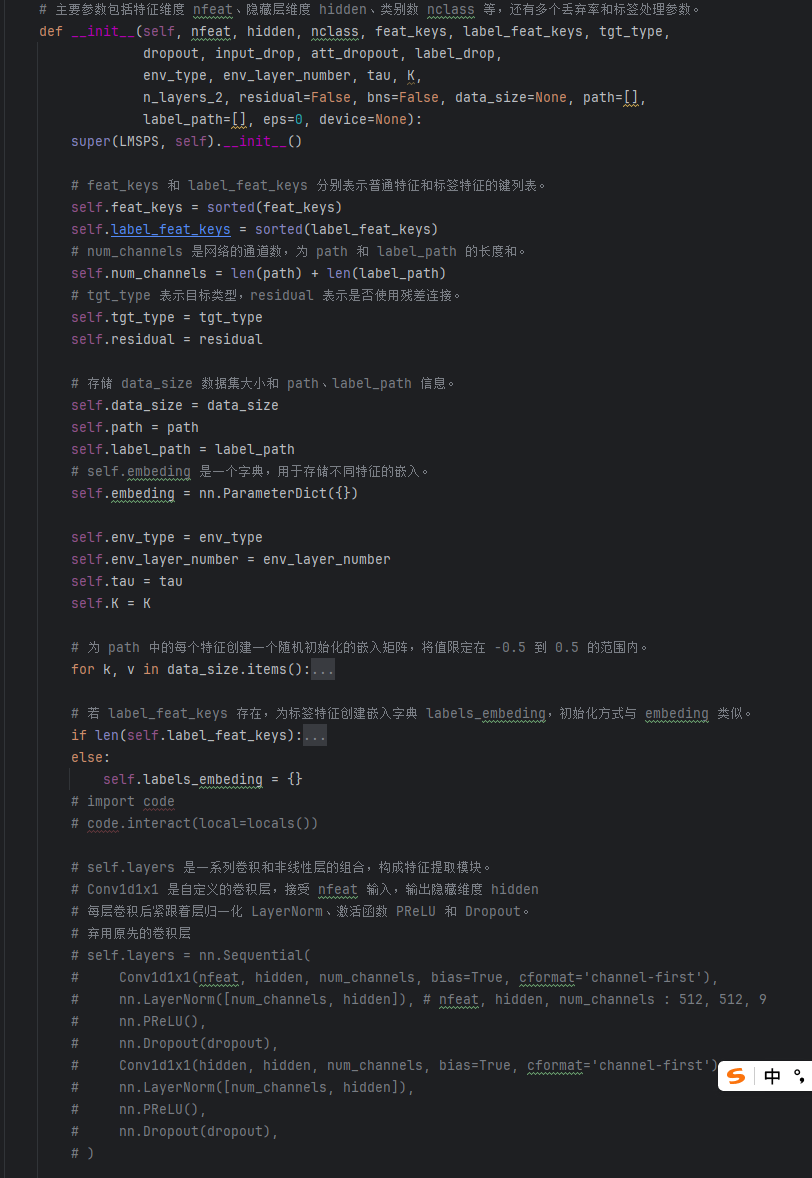 # 主要参数包括特征维度 nfeat、隐藏层维度 hidden、类别数 nclass 等，还有多个丢弃率和标签处理参数。
def __init__(self, nfeat, hidden, nclass, feat_keys, label_feat_keys, tgt_type,
             dropout, input_drop, att_dropout, label_drop,
             env_type, env_layer_number, tau, K,
             n_layers_2, residual=False, bns=False, data_size=None, path=[],
             label_path=[], eps=0, device=None):
    super(LMSPS, self).__init__()
    # feat_keys 和 label_feat_keys 分别表示普通特征和标签特征的键列表。
    self.feat_keys = sorted(feat_keys)
    self.label_feat_keys = sorted(label_feat_keys)
    # num_channels 是网络的通道数，为 path 和 label_path 的长度和。
    self.num_channels = len(path) + len(label_path)
    # tgt_type 表示目标类型，residual 表示是否使用残差连接。
    self.tgt_type = tgt_type
    self.residual = residual
    # 存储 data_size 数据集大小和 path、label_path 信息。
    self.data_size = data_size
    self.path = path
    self.label_path = label_path
    # self.embeding 是一个字典，用于存储不同特征的嵌入。
    self.embeding = nn.ParameterDict({})
    self.env_type = env_type
    self.env_layer_number = env_layer_number
    self.tau = tau
    self.K = K
    # 为 path 中的每个特征创建一个随机初始化的嵌入矩阵，将值限定在 -0.5 到 0.5 的范围内。
    for k, v in data_size.items():...
    # 若 label_feat_keys 存在，为标签特征创建嵌入字典 labels_embeding，初始化方式与 embeding 类似。
    if len(self.label_feat_keys):...
    else:
        self.labels_embeding = {}
    # import code
    # code.interact(local=locals())
    # self.layers 是一系列卷积和非线性层的组合，构成特征提取模块。
    # Conv1d1x1 是自定义的卷积层，接受 nfeat 输入，输出隐藏维度 hidden
    # 每层卷积后紧跟着层归一化 LayerNorm、激活函数 PReLU 和 Dropout。
    # 弃用原先的卷积层
    # self.layers = nn.Sequential(
    #     Conv1d1x1(nfeat, hidden, num_channels, bias=True, cformat='channel-first'),
    #     nn.LayerNorm([num_channels, hidden]), # nfeat, hidden, num_channels : 512, 512, 9
    #     nn.PReLU(),
    #     nn.Dropout(dropout),
    #     Conv1d1x1(hidden, hidden, num_channels, bias=True, cformat='channel-first')
中 °,
    #     nn.LayerNorm([num_channels, hidden]),
    #     nn.PReLU(),
    #     nn.Dropout(dropout),
    # )